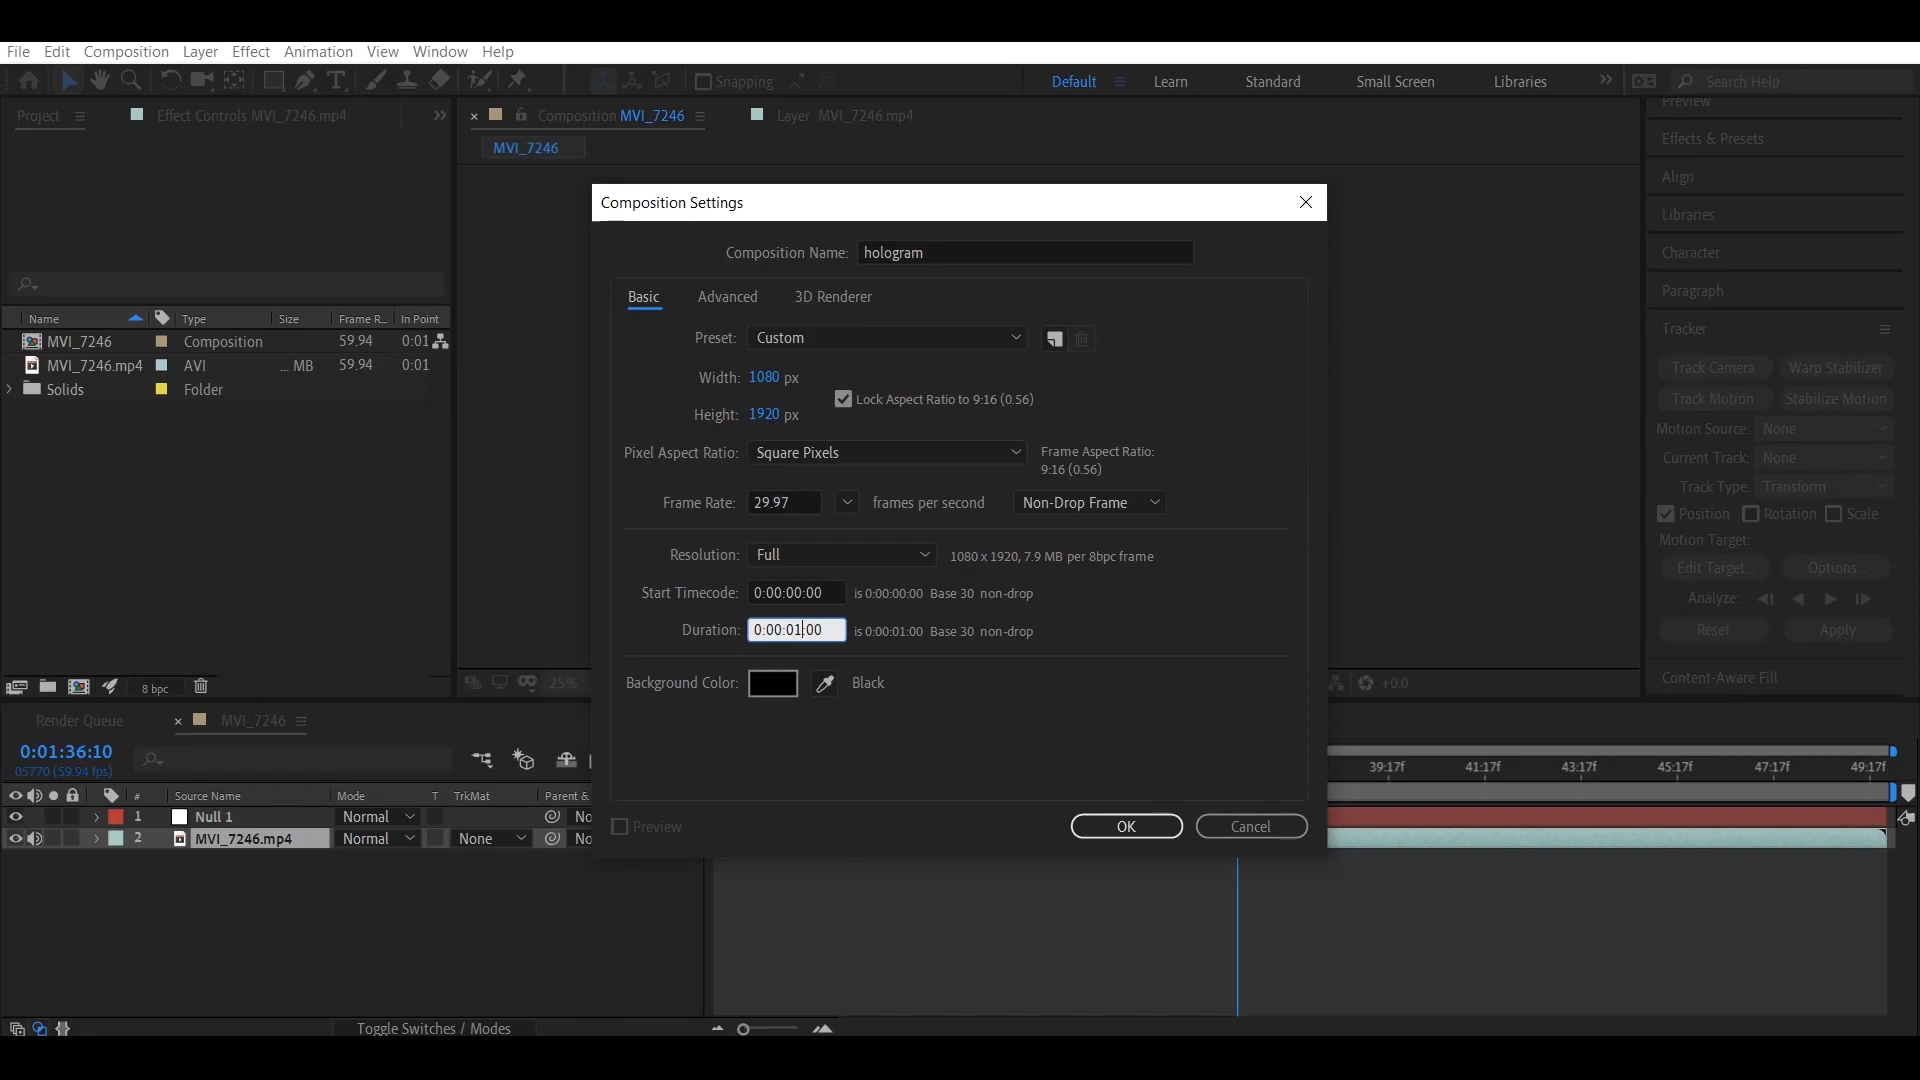 File Edit Composition Layer Effect Animation View Window Help
Snapping Default Learn Standard Small Screen Libraries Search Help
Project Effect Controls MVI_7246.mp4 Composition MVI_7246 Layer MVI_7246.mp4
MVI_7246
Preview
Effects & Presets
Align
Libraries
Character
Paragraph
Tracker
Track Camera Warp Stabilizer
Track Motion Stabilize Motion
Motion Source: None
Current Track: None
Track Type: Transform
Position Rotation Scale
Motion Target:
Edit Target... Options...
Analyze:
Reset Apply
Content-Aware Fill
Name Type Size Frame R... In Point
MVI_7246 Composition 59.94 0:01
MVI_7246.mp4 AVI ... MB 59.94 0:01
Solids Folder
8 bpc
25%
+0.0
Composition Settings
Composition Name: hologram
Basic Advanced 3D Renderer
Preset: Custom
Width: 1080 px
Lock Aspect Ratio to 9:16 (0.56)
Height: 1920 px
Pixel Aspect Ratio: Square Pixels Frame Aspect Ratio:
9:16 (0.56)
Frame Rate: 29.97 frames per second Non-Drop Frame
Resolution: Full 1080 x 1920, 7.9 MB per 8bpc frame
Start Timecode: 0:00:00:00 is 0:00:00:00 Base 30 non-drop
Duration: 0:00:01:00 is 0:00:01:00 Base 30 non-drop
Background Color: Black
Preview OK Cancel
Render Queue MVI_7246
0:01:36:10
05770 (59.94 fps)
39:17f 41:17f 43:17f 45:17f 47:17f 49:17f
# Source Name Mode T TrkMat Parent &
1 Null 1 Normal No
2 MVI_7246.mp4 Normal None No
Toggle Switches / Modes